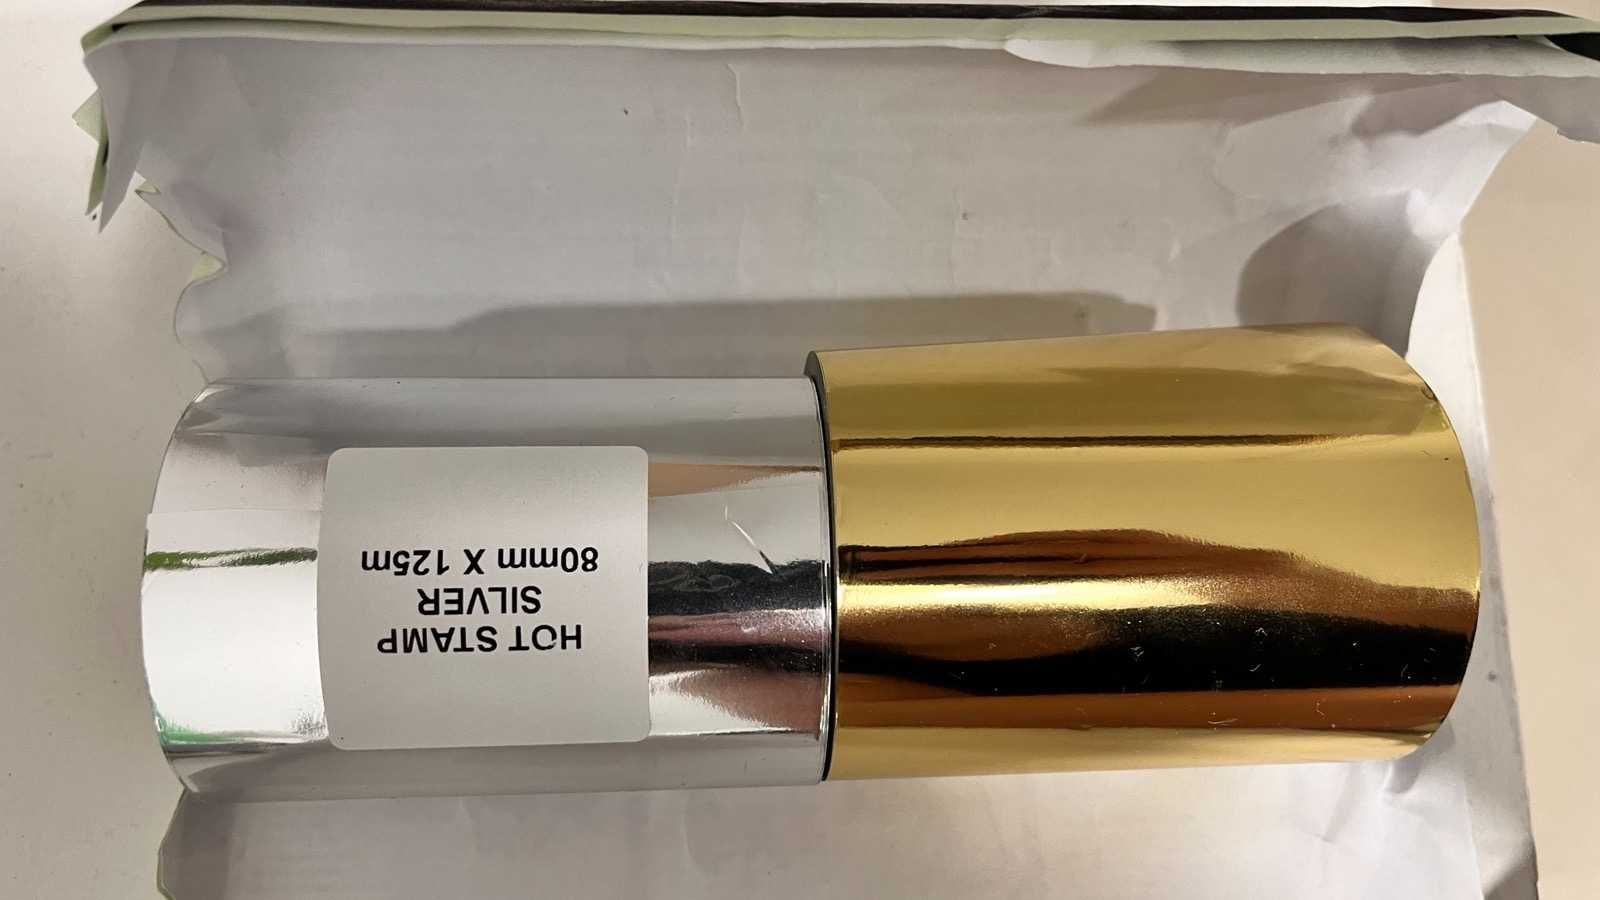 HOT STAMP
SILVER
80mm X 125m